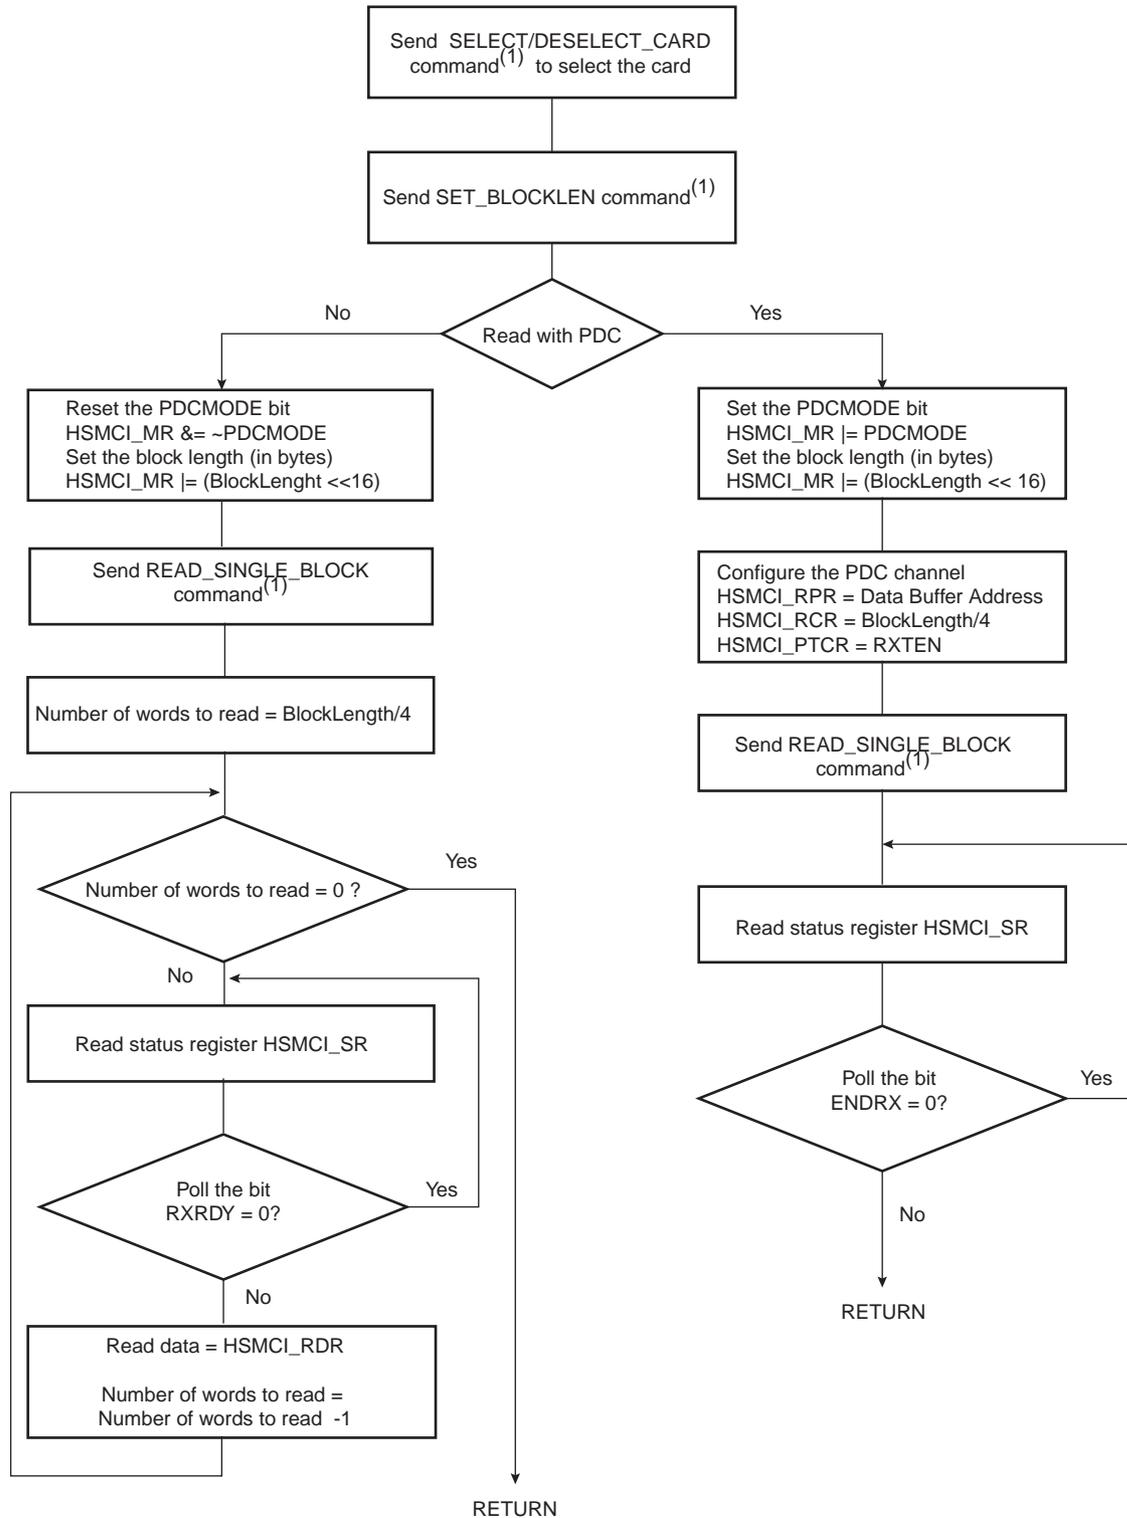 Send SELECT/DESELECT_CARD
command(1) to select the card
Send SET_BLOCKLEN command(1)
No
Yes
Read with PDC
Reset the PDCMODE bit
HSMCI_MR &= ~PDCMODE
Set the block length (in bytes)
HSMCI_MR |= (BlockLenght <<16)
Send READ_SINGLE_BLOCK
command(1)
Number of words to read = BlockLength/4
Number of words to read = 0 ?
Yes
No
Read status register HSMCI_SR
Poll the bit
RXRDY = 0?
Yes
No
Read data = HSMCI_RDR
Number of words to read =
Number of words to read -1
RETURN
Set the PDCMODE bit
HSMCI_MR |= PDCMODE
Set the block length (in bytes)
HSMCI_MR |= (BlockLength << 16)
Configure the PDC channel
HSMCI_RPR = Data Buffer Address
HSMCI_RCR = BlockLength/4
HSMCI_PTCR = RXTEN
Send READ_SINGLE_BLOCK
command(1)
Read status register HSMCI_SR
Poll the bit
ENDRX = 0?
Yes
No
RETURN